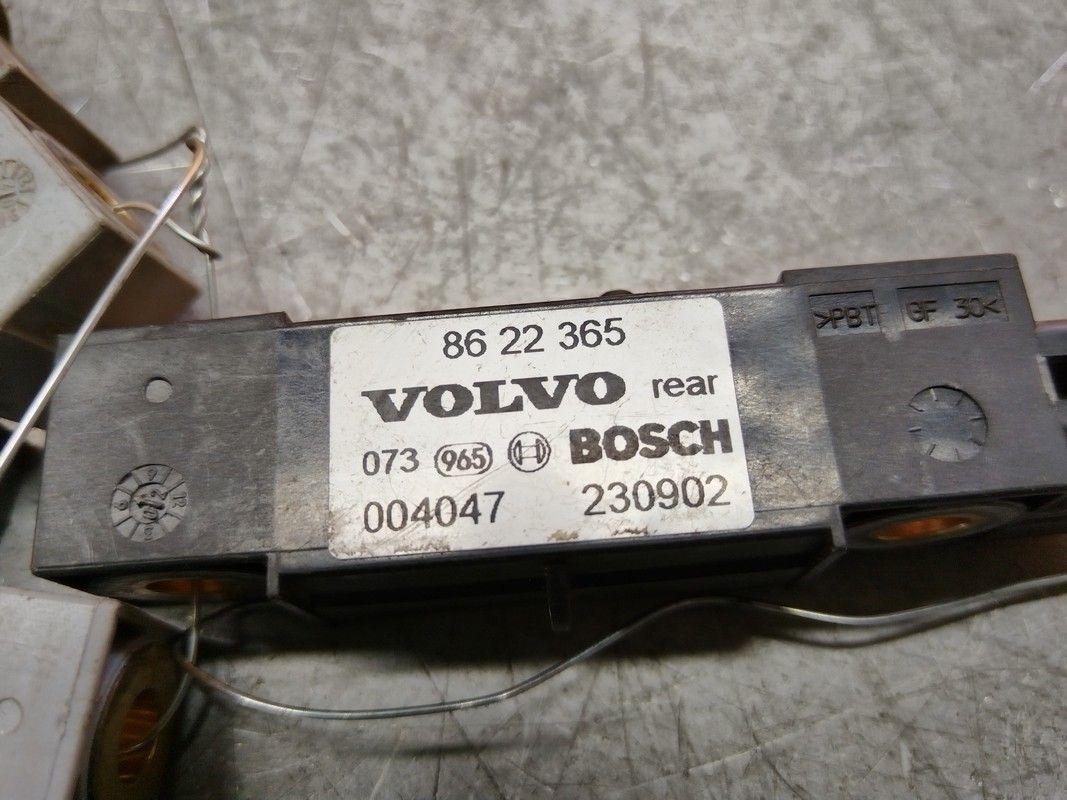 86 22 365
VOLVO rear
073 965 BOSCH
004047 230902
>PBT GF 30<